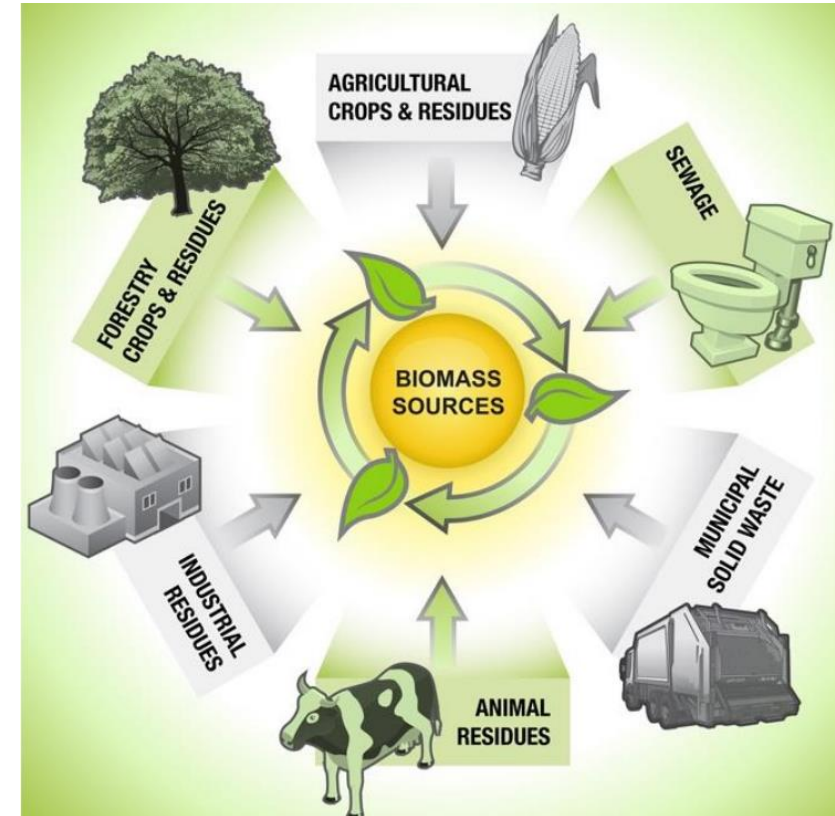 AGRICULTURAL
CROPS & RESIDUES
SEWAGE
FORESTRY
CROPS & RESIDUES
BIOMASS
SOURCES
INDUSTRIAL
RESIDUES
MUNICIPAL
SOLID WASTE
ANIMAL
RESIDUES